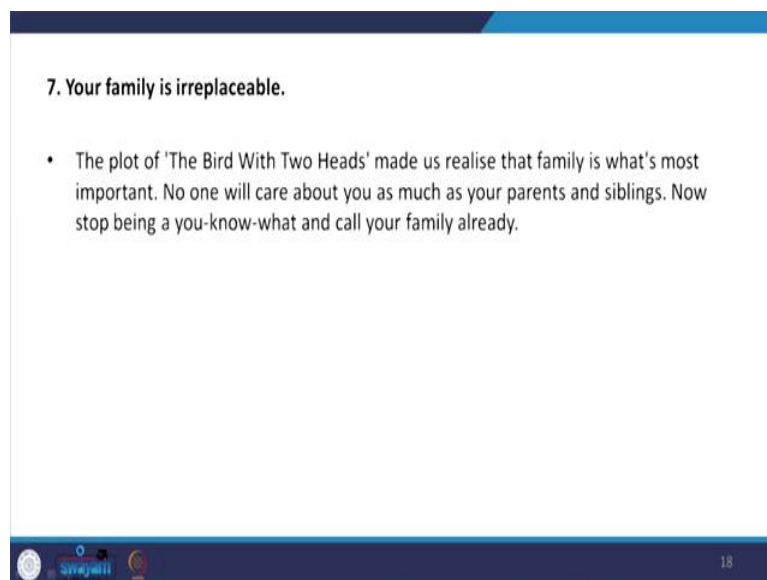 7. Your family is irreplaceable.
• The plot of 'The Bird With Two Heads' made us realise that family is what's most
important. No one will care about you as much as your parents and siblings. Now
stop being a you-know-what and call your family already.
swayam
18